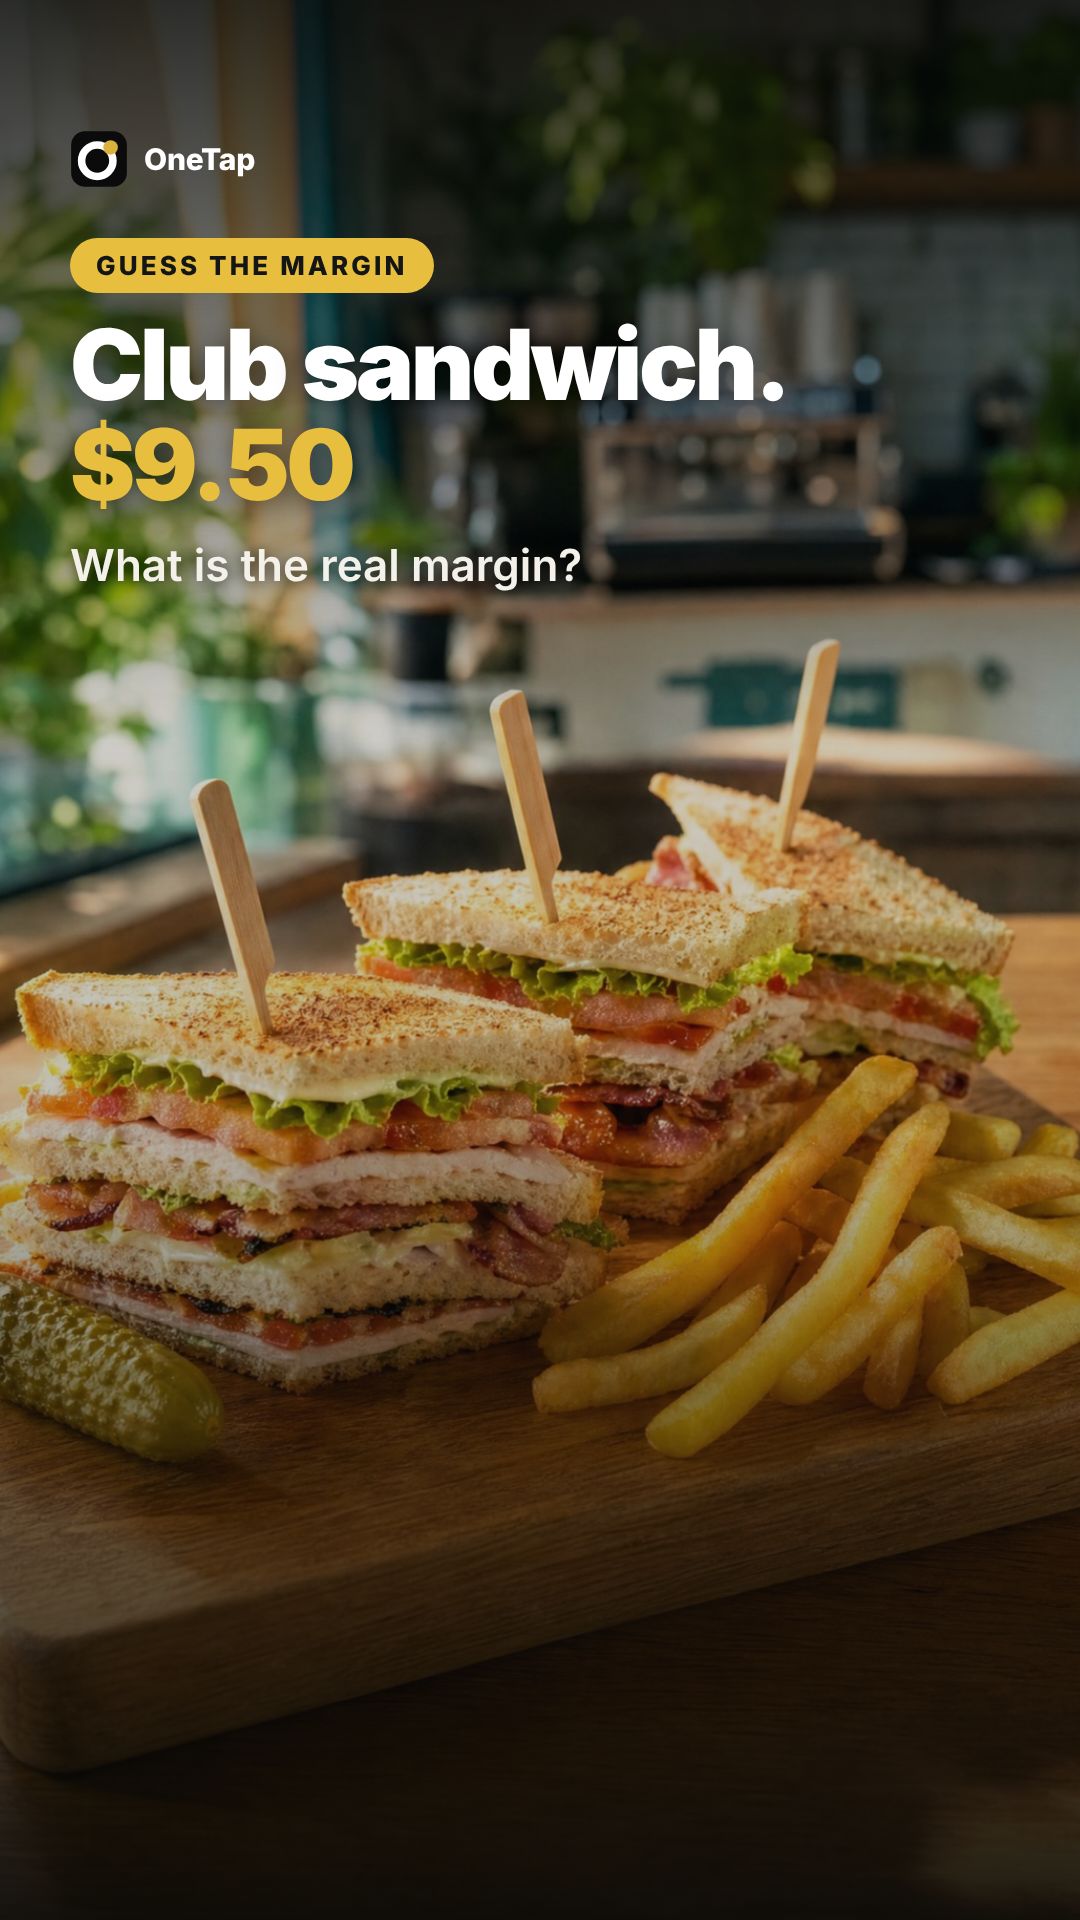 OneTap
GUESS THE MARGIN
Club sandwich.
$9.50
What is the real margin?